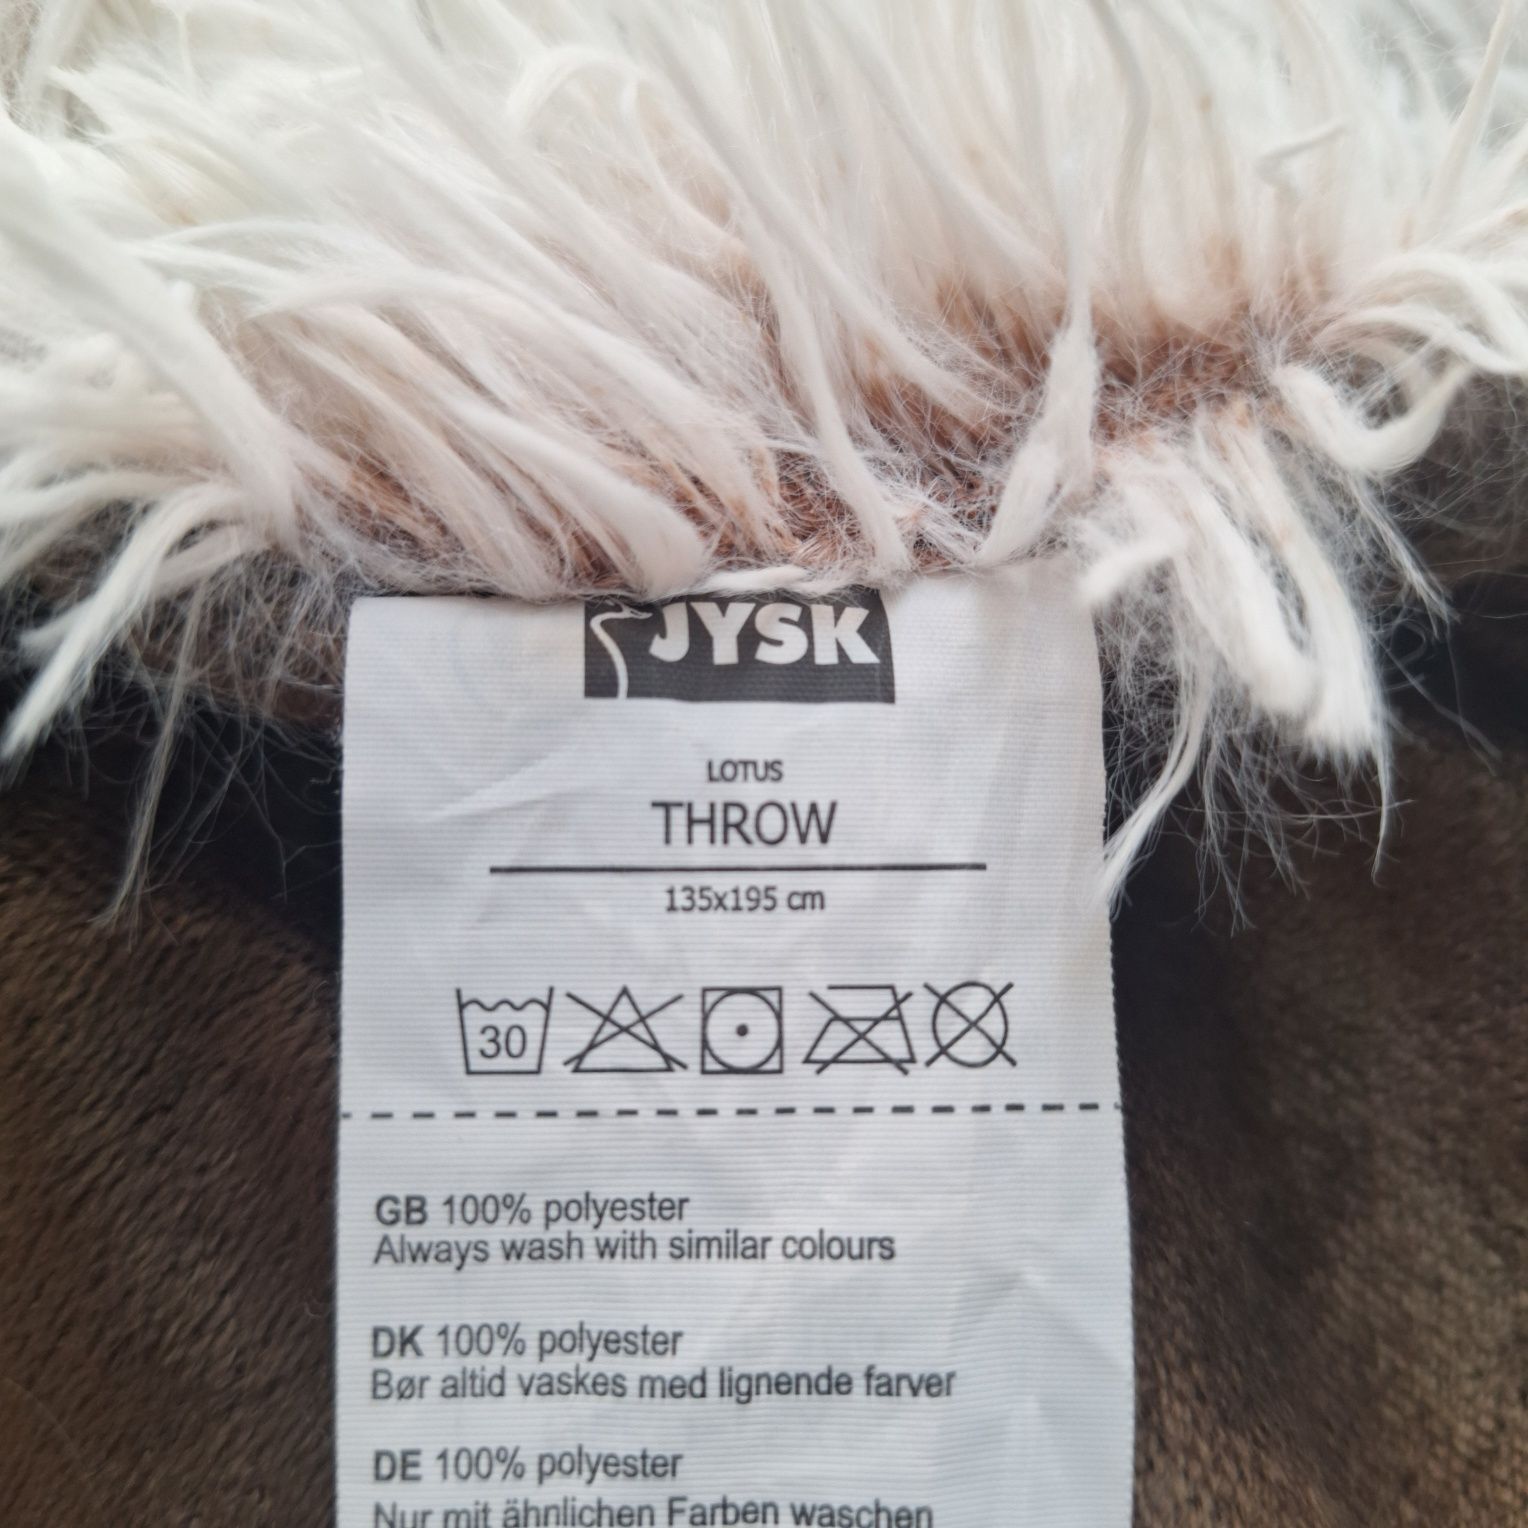 JYSK
LOTUS
THROW
135x195 cm
30
GB 100% polyester
Always wash with similar colours
DK 100% polyester
Bør altid vaskes med lignende farver
DE 100% polyester
Nur mit ähnlichen Farben waschen